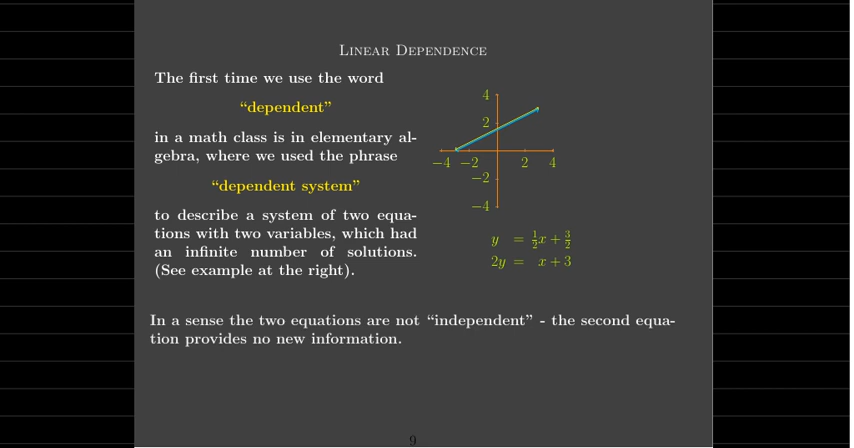 Linear Dependence
The first time we use the word
“dependent”
in a math class is in elementary al-
gebra, where we used the phrase
“dependent system”
to describe a system of two equa-
tions with two variables, which had
an infinite number of solutions.
(See example at the right).
4
2
−4 −2 2 4
−2
−4
y = 1/2 x + 3/2
2y = x + 3
In a sense the two equations are not “independent” - the second equa-
tion provides no new information.
9